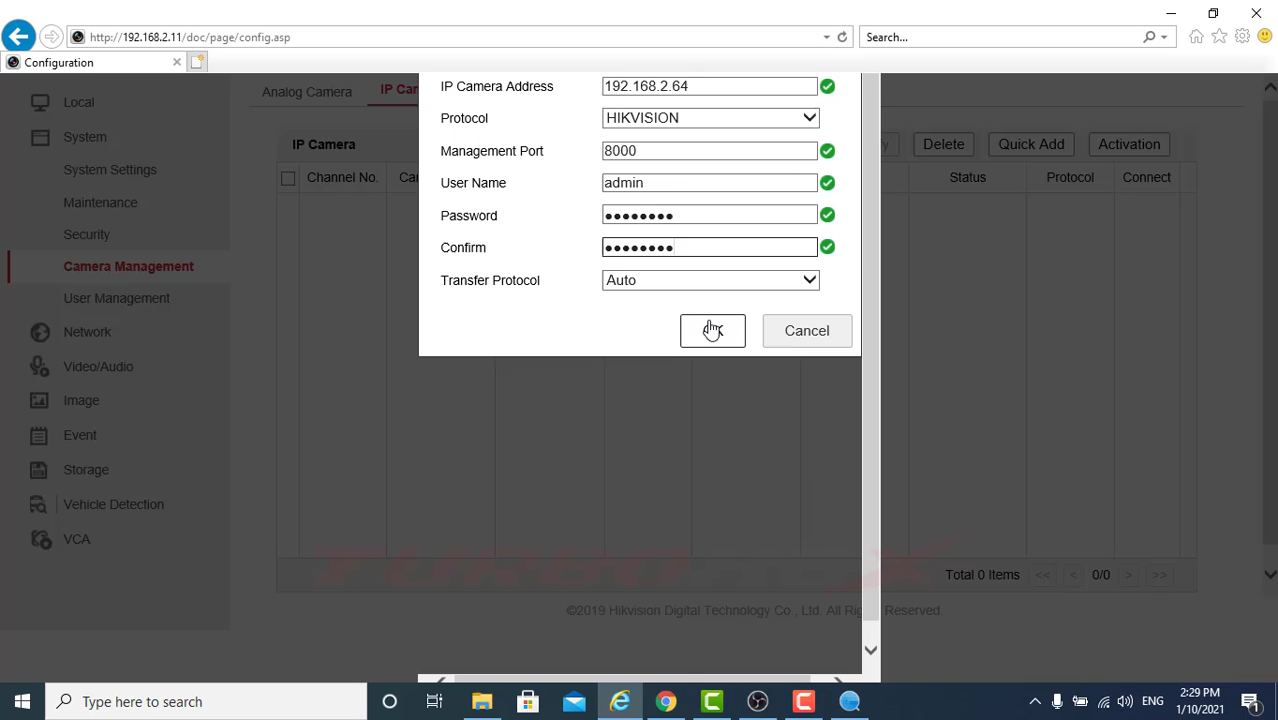 http://192.168.2.11/doc/page/config.asp
Search...
Configuration
Local
System
System Settings
Maintenance
Security
Camera Management
User Management
Network
Video/Audio
Image
Event
Storage
Vehicle Detection
VCA
Analog Camera
IP Camera
Delete Quick Add Activation
Channel No. Status Protocol Connect
IP Camera Address 192.168.2.64
Protocol HIKVISION
Management Port 8000
User Name admin
Password ••••••••
Confirm ••••••••
Transfer Protocol Auto
Cancel
Total 0 Items << < 0/0 > >>
©2019 Hikvision Digital Technology Co., Ltd. All Rights Reserved
Type here to search
ENG
2:29 PM
1/10/2021
1